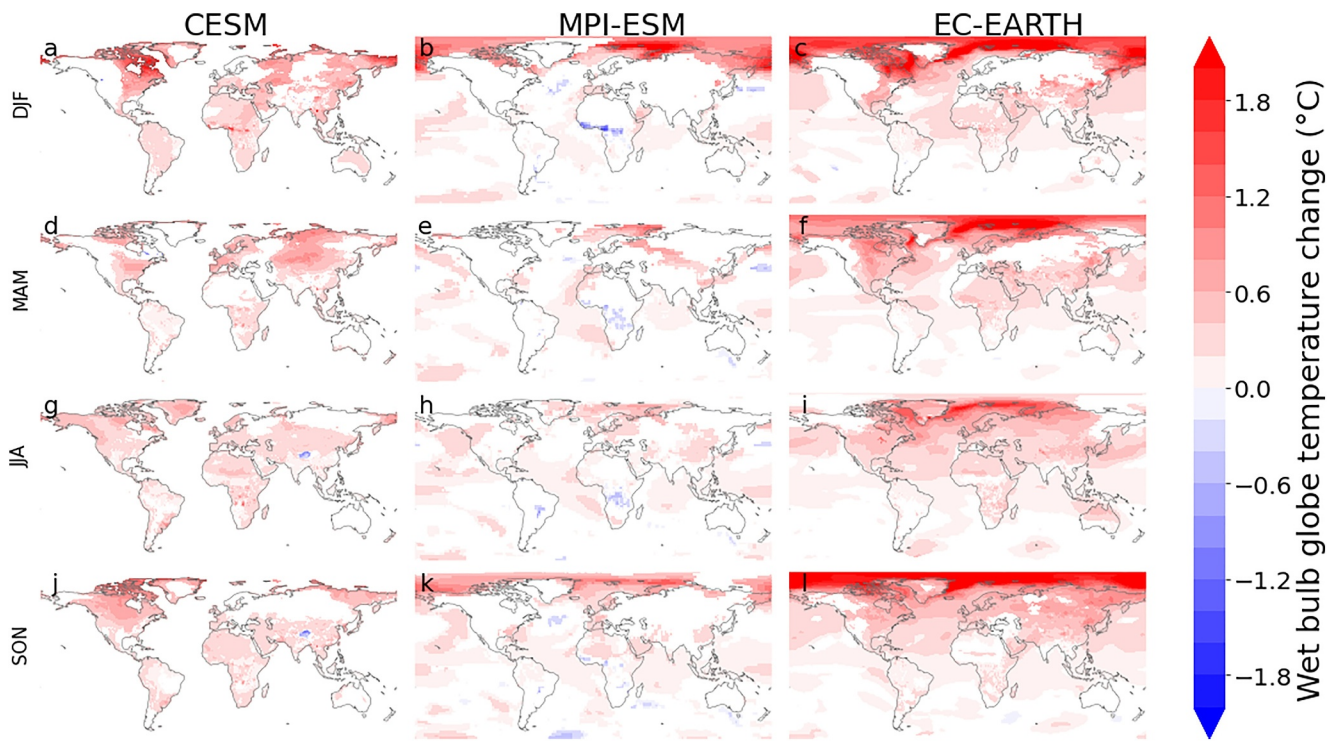 CESM MPI-ESM EC-EARTH
a b c
DJF
d e f
MAM
g h i
JJA
j k l
SON
1.8
1.2
0.6
0.0
−0.6
−1.2
−1.8
Wet bulb globe temperature change (°C)